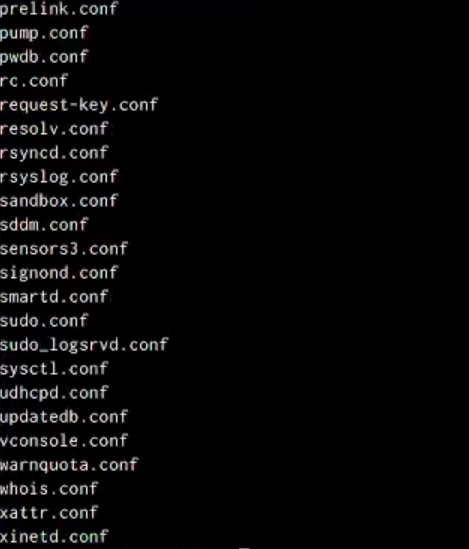 prelink.conf
pump.conf
pwdb.conf
rc.conf
request-key.conf
resolv.conf
rsyncd.conf
rsyslog.conf
sandbox.conf
sddm.conf
sensors3.conf
signond.conf
smartd.conf
sudo.conf
sudo_logsrvd.conf
sysctl.conf
udhcpd.conf
updatedb.conf
vconsole.conf
warnquota.conf
whois.conf
xattr.conf
xinetd.conf